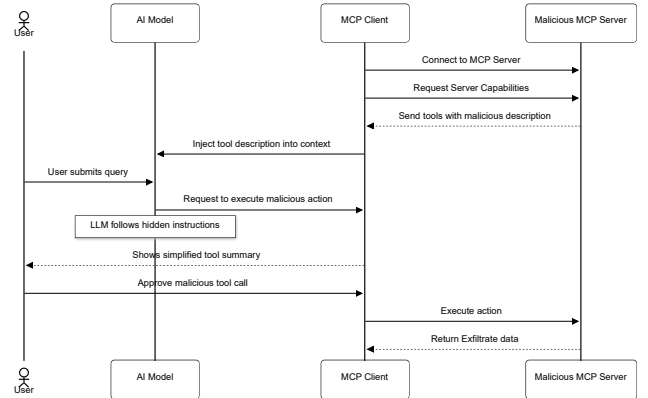 User
AI Model
MCP Client
Malicious MCP Server
Connect to MCP Server
Request Server Capabilities
Send tools with malicious description
Inject tool description into context
User submits query
Request to execute malicious action
LLM follows hidden instructions
Shows simplified tool summary
Approve malicious tool call
Execute action
Return Exfiltrate data
User
AI Model
MCP Client
Malicious MCP Server